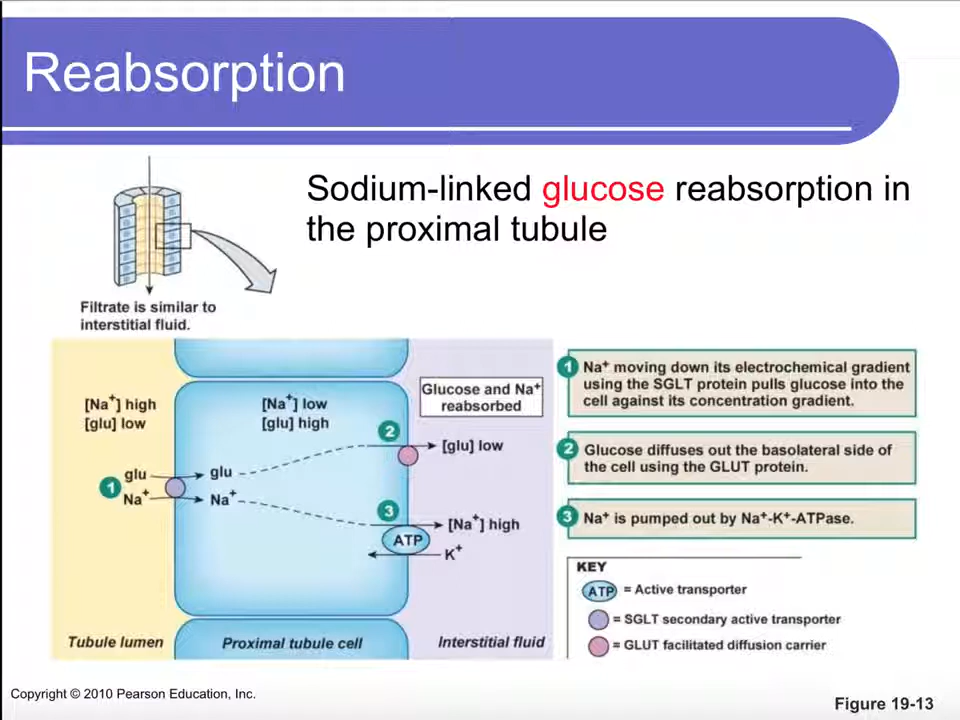 Reabsorption
Sodium-linked glucose reabsorption in
the proximal tubule
Filtrate is similar to
interstitial fluid.
[Na+] high
[glu] low
[Na+] low
[glu] high
Glucose and Na+
reabsorbed
2
[glu] low
1
glu
Na+
glu
Na+
3
[Na+] high
ATP
K+
Tubule lumen
Proximal tubule cell
Interstitial fluid
1 Na+ moving down its electrochemical gradient
using the SGLT protein pulls glucose into the
cell against its concentration gradient.
2 Glucose diffuses out the basolateral side of
the cell using the GLUT protein.
3 Na+ is pumped out by Na+-K+-ATPase.
KEY
ATP = Active transporter
= SGLT secondary active transporter
= GLUT facilitated diffusion carrier
Copyright © 2010 Pearson Education, Inc.
Figure 19-13